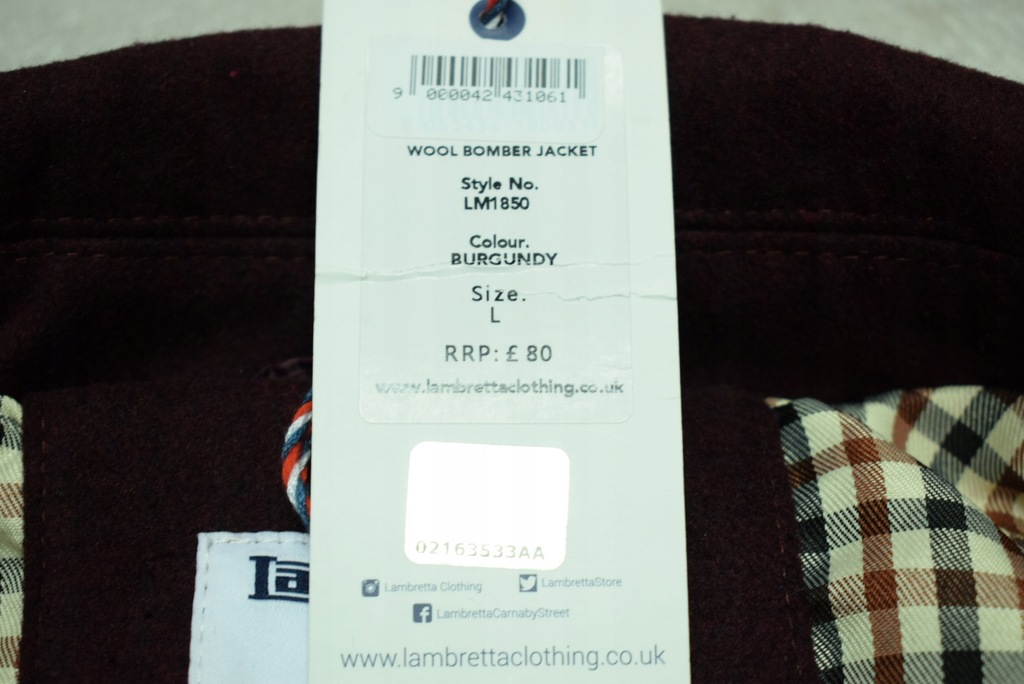 9 000042 431061
WOOL BOMBER JACKET
Style No.
LM1850
Colour.
BURGUNDY
Size.
L
RRP: £ 80
www.lambrettaclothing.co.uk
02163533AA
Lambretta Clothing
LambrettaStore
LambrettaCarnabyStreet
www.lambrettaclothing.co.uk
La